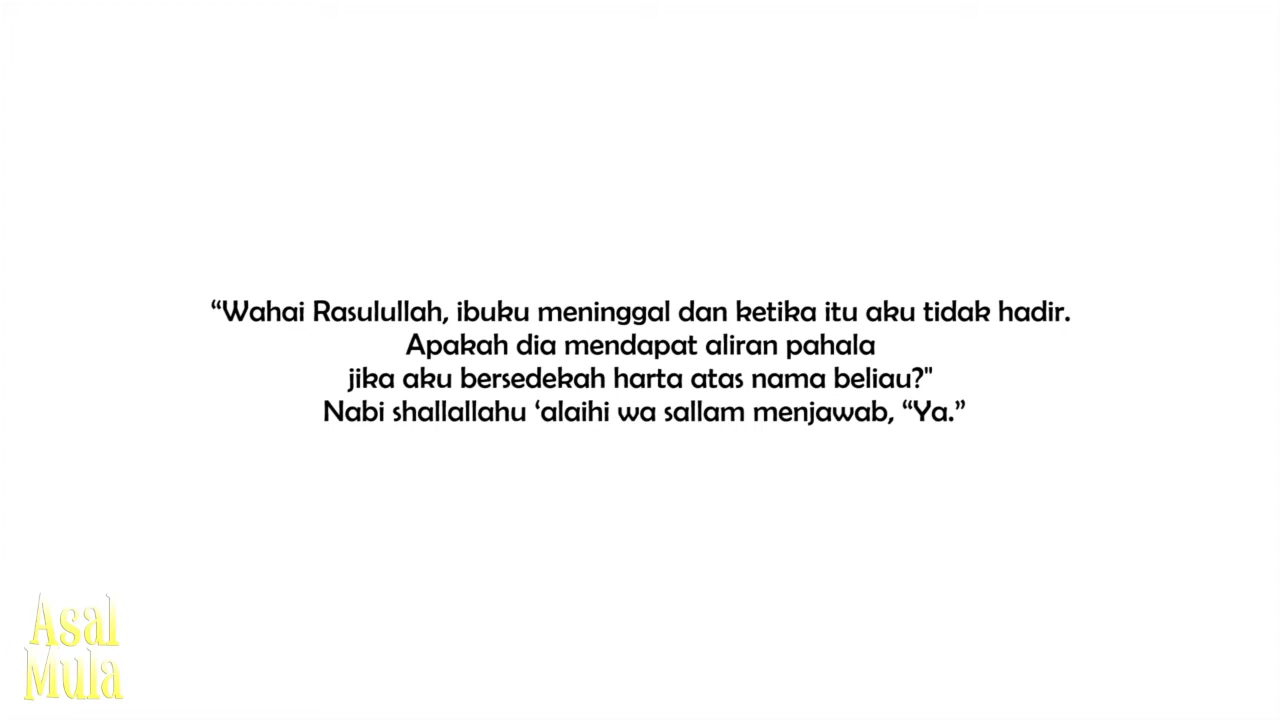 “Wahai Rasulullah, ibuku meninggal dan ketika itu aku tidak hadir.
Apakah dia mendapat aliran pahala
jika aku bersedekah harta atas nama beliau?"
Nabi shallallahu ‘alaihi wa sallam menjawab, “Ya.”
Asal
Mula